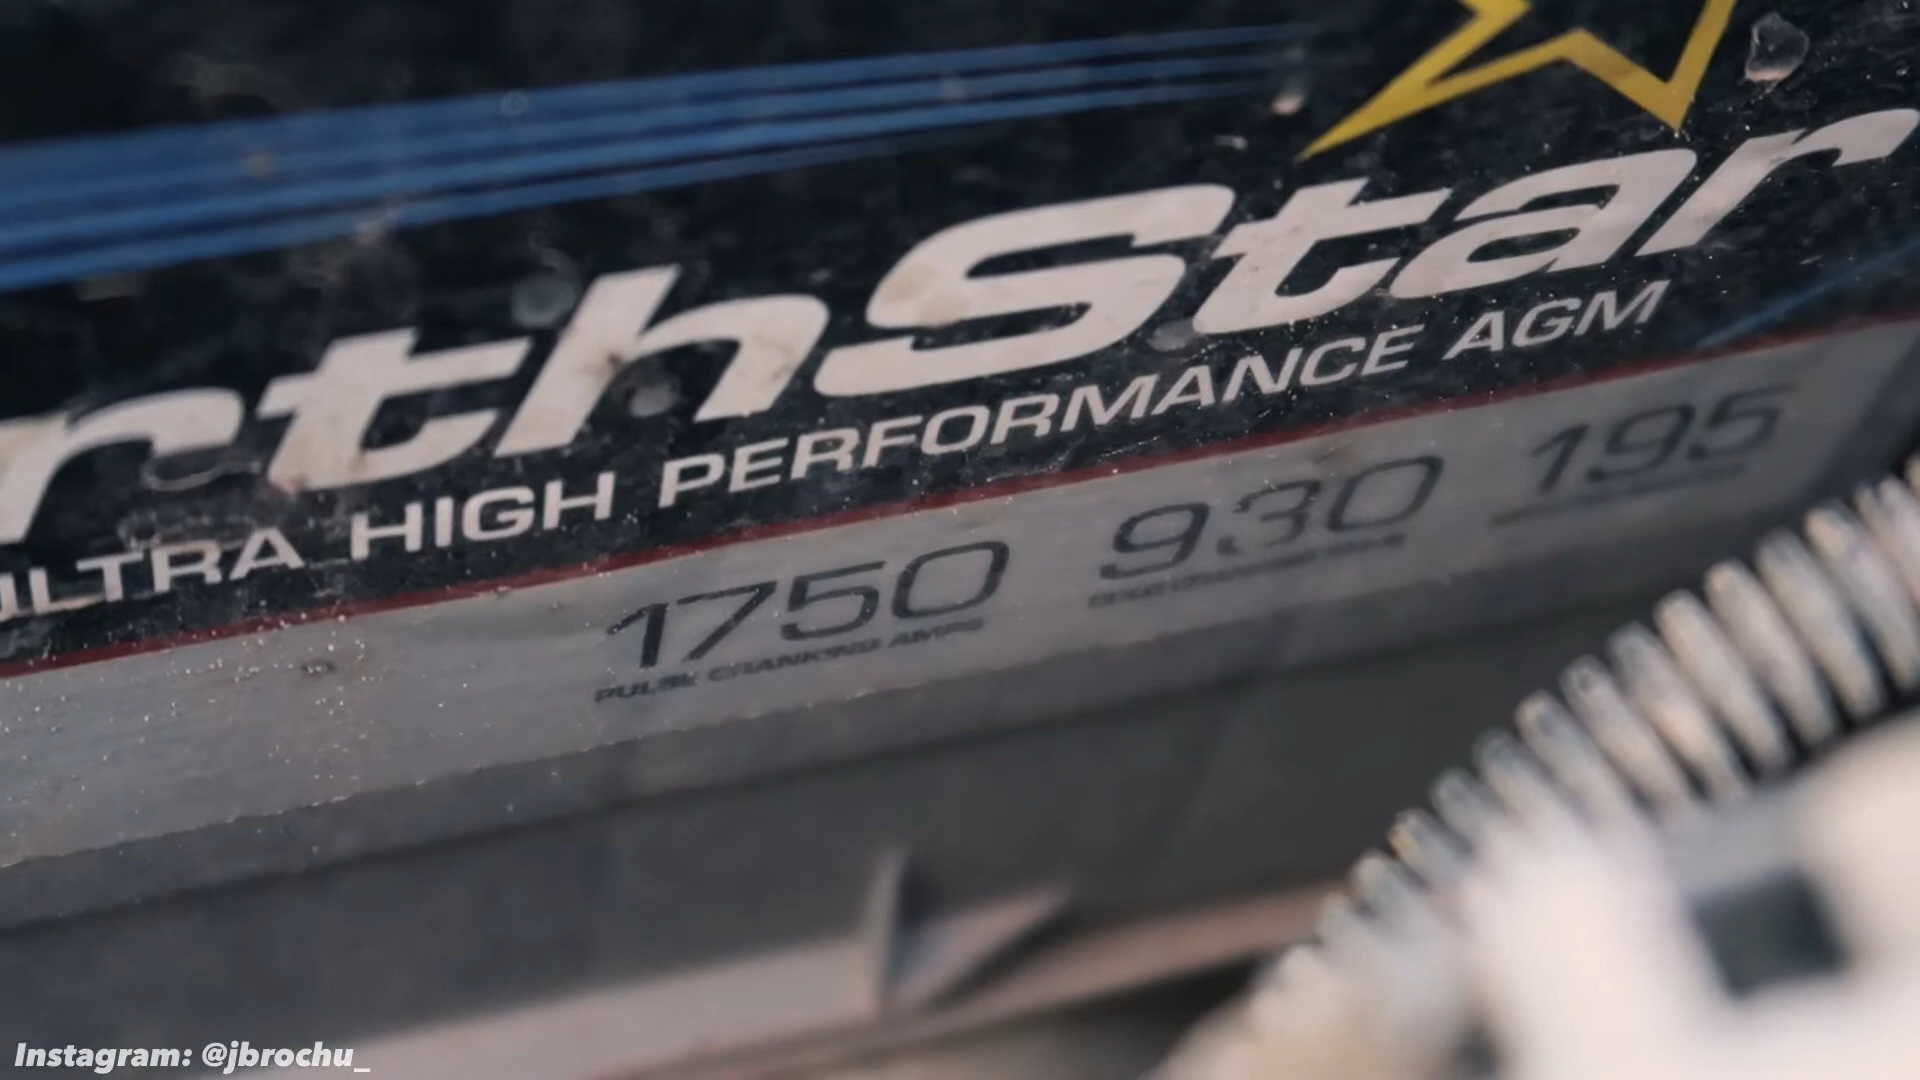 rthStar
ULTRA HIGH PERFORMANCE AGM
1750 930 195
PULSE CRANKING AMPS
Instagram: @jbrochu_